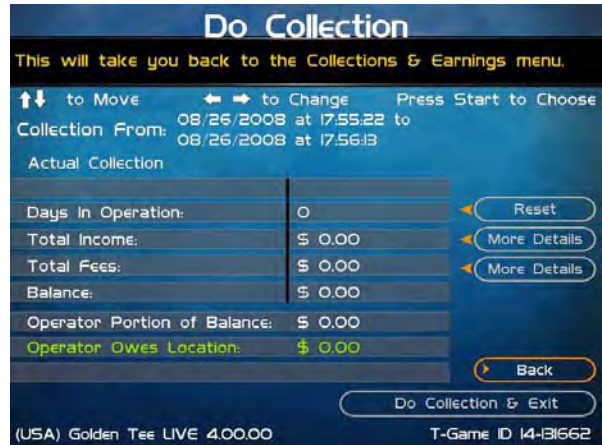 Do Collection
This will take you back to the Collections & Earnings menu.
to Move to Change Press Start to Choose
Collection From: 08/26/2008 at 17:55:22 to
08/26/2008 at 17:56:13
Actual Collection
Days In Operation: 0 Reset
Total Income: $ 0.00 More Details
Total Fees: $ 0.00 More Details
Balance: $ 0.00
Operator Portion of Balance: $ 0.00
Operator Owes Location: $ 0.00
Back
Do Collection & Exit
(USA) Golden Tee LIVE 4.00.00 T-Game ID 14-131662